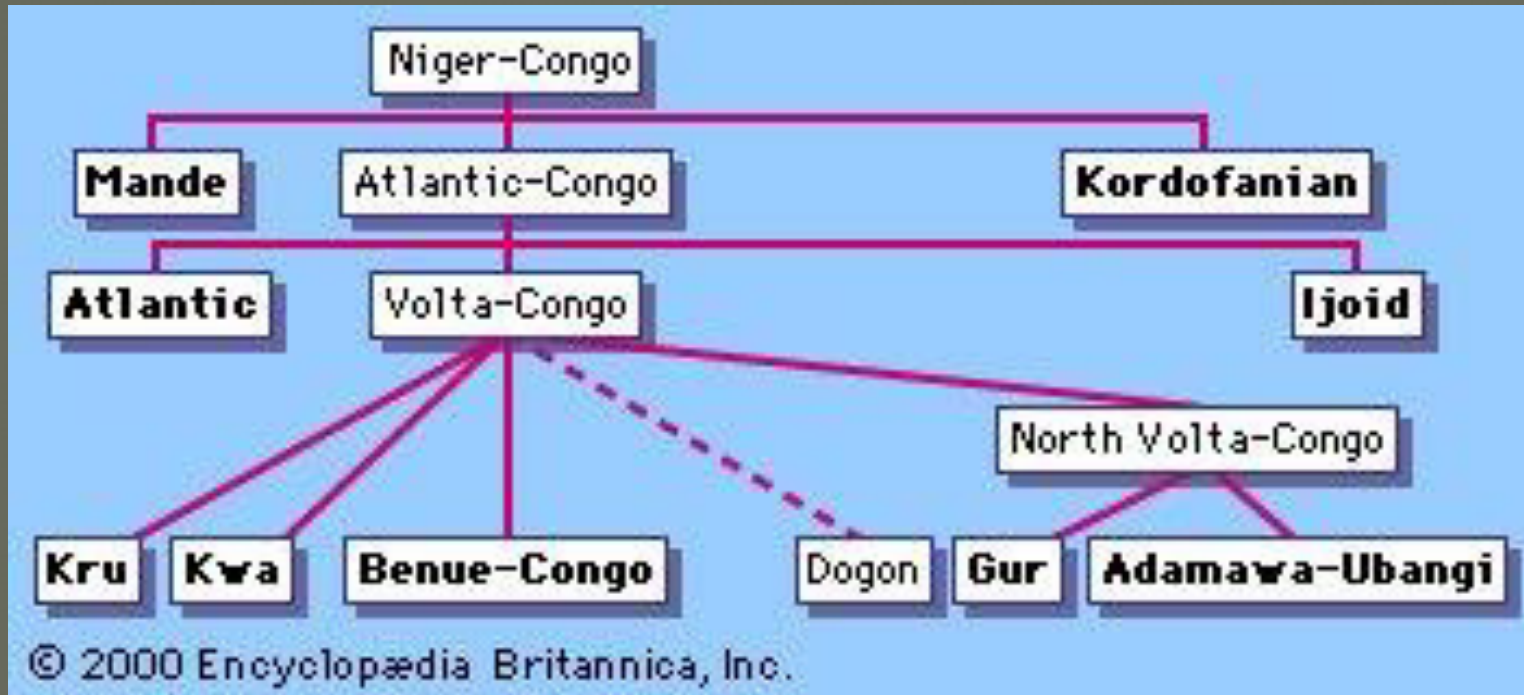 Niger-Congo
Mande Atlantic-Congo Kordofanian
Atlantic Volta-Congo Ijoid
North Volta-Congo
Kru Kwa Benue-Congo Dogon Gur Adamawa-Ubangi
© 2000 Encyclopædia Britannica, Inc.